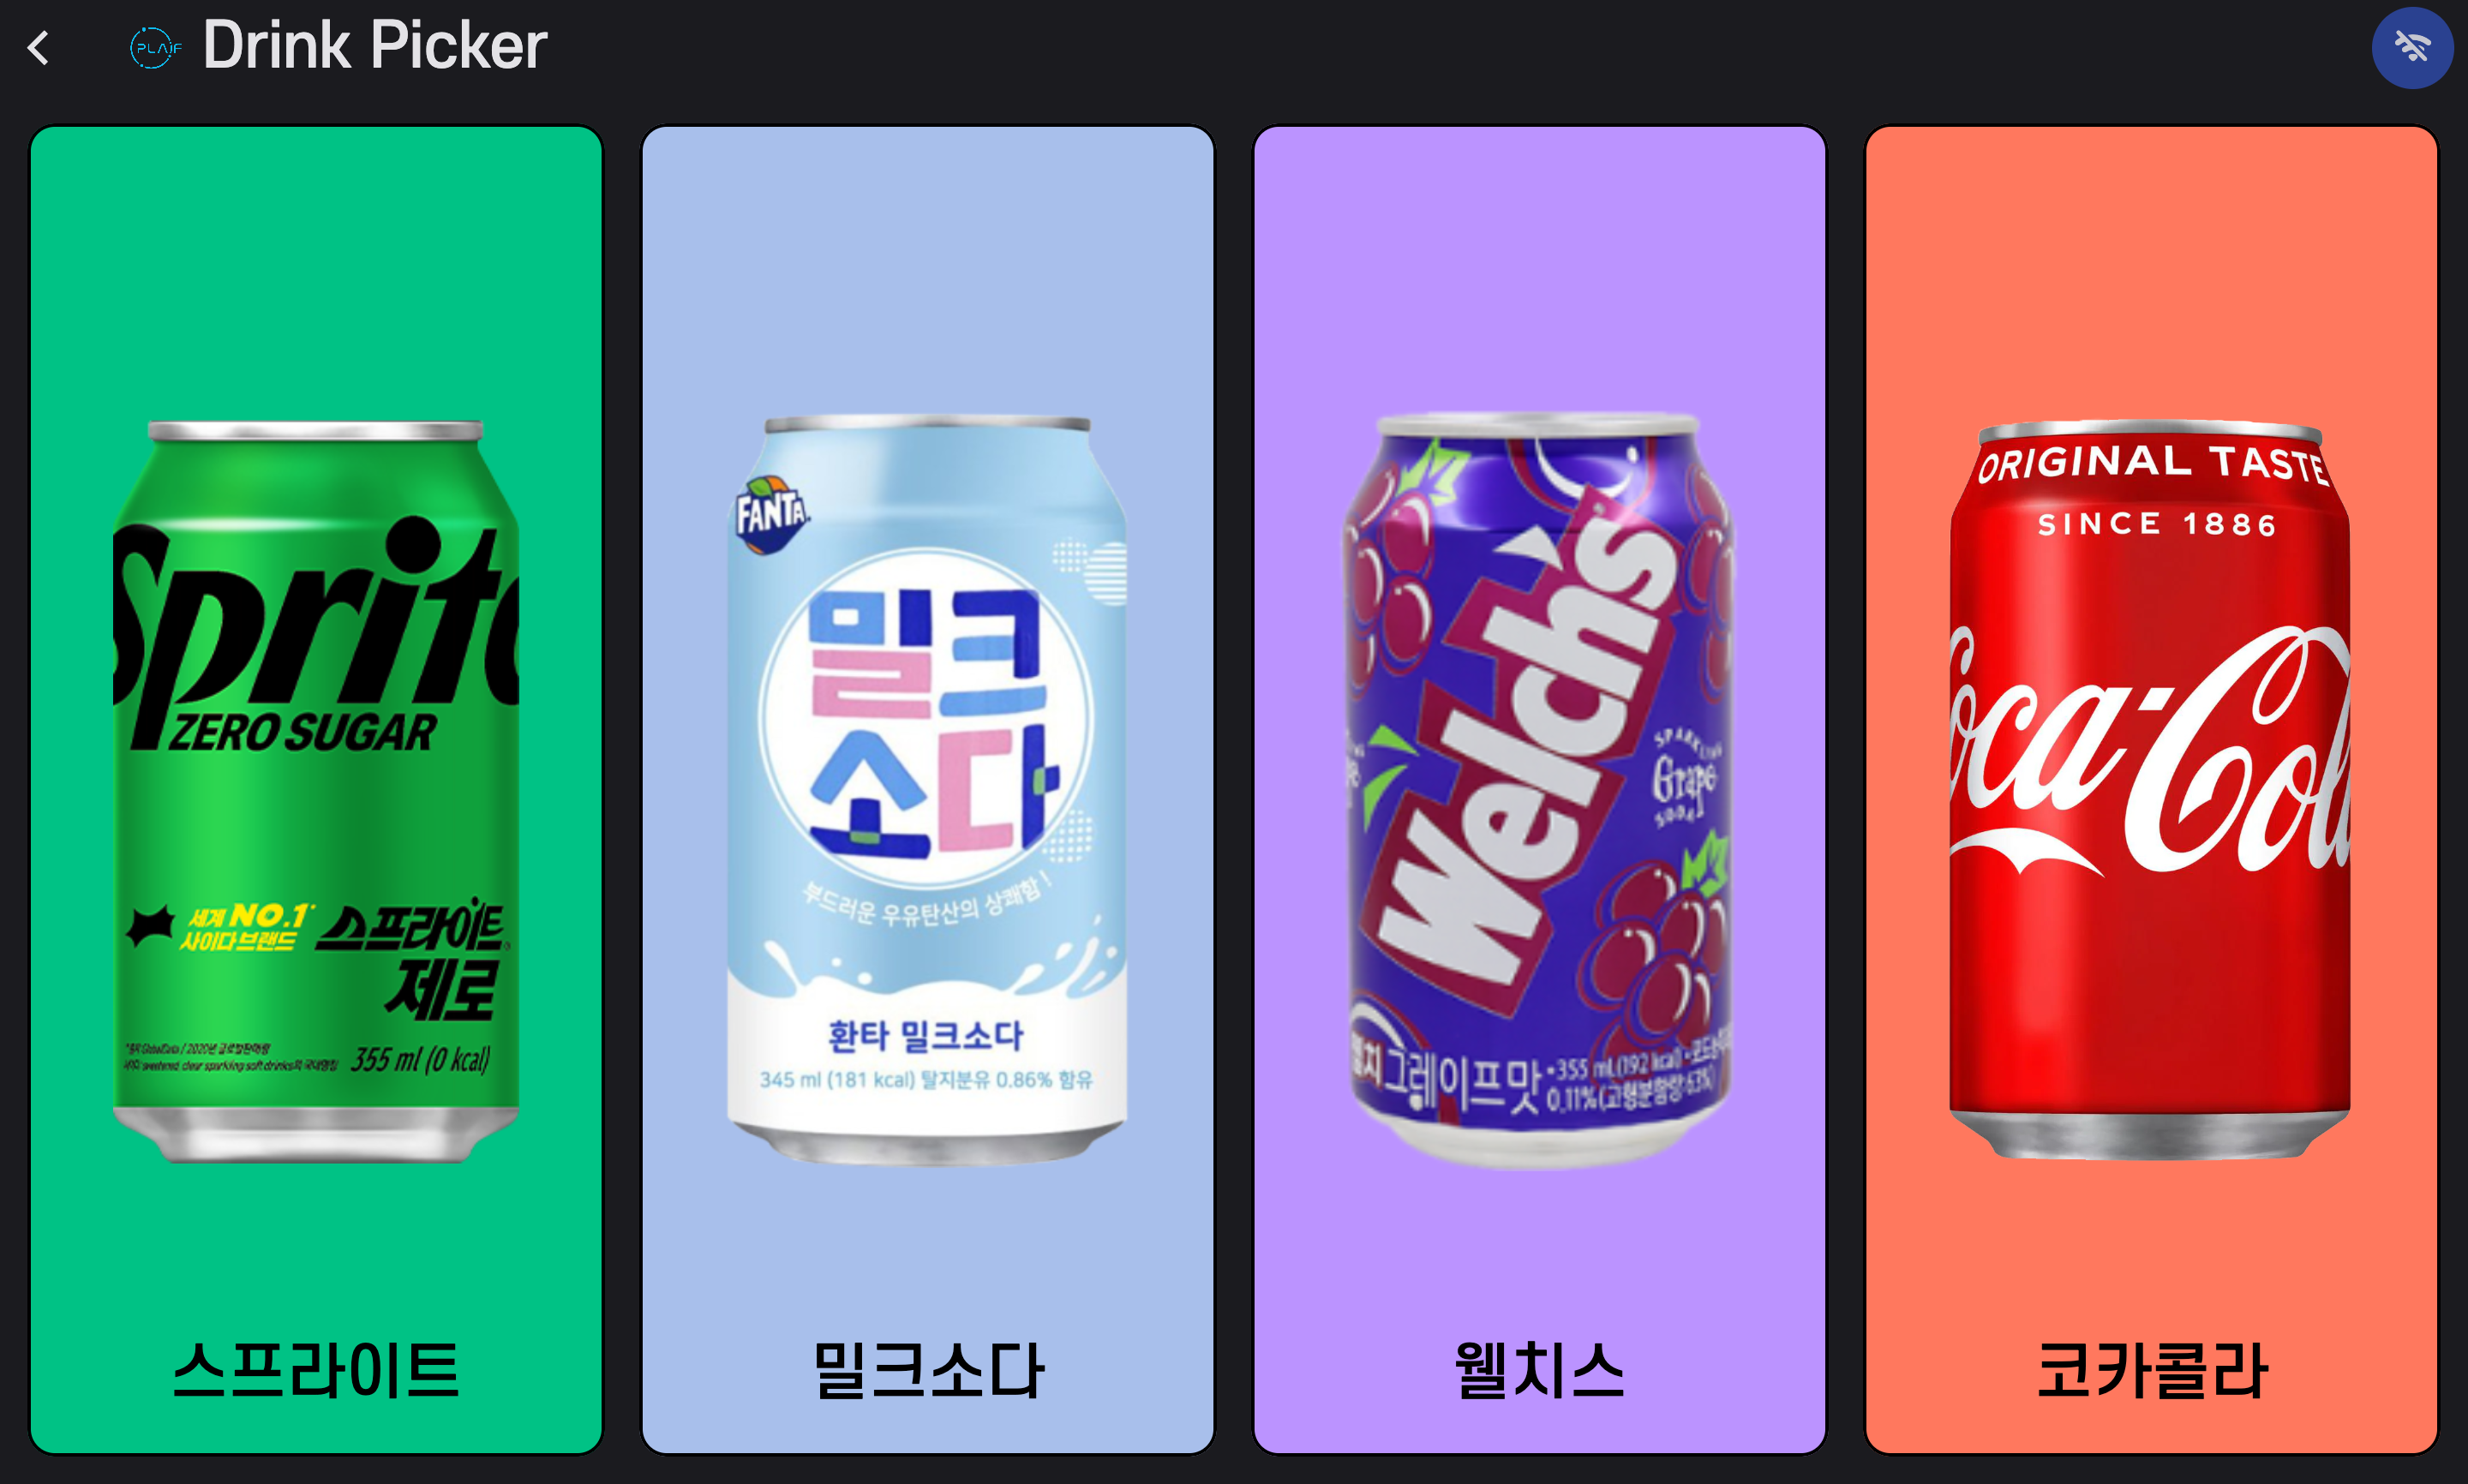 PLAIF Drink Picker
Sprite
ZERO SUGAR
세계 NO.1
사이다브랜드
스프라이트
제로
355 ml (0 kcal)
스프라이트
FANTA
밀크
소다
부드러운 우유탄산의 상쾌함!
환타 밀크소다
345 ml (181 kcal) 탈지분유 0.86% 함유
밀크소다
Welch's
SPARKLING
Grape
SODA
웰치그레이프맛
355 mL (192 kcal)
0.11% (고형분함량 63%)
웰치스
ORIGINAL TASTE
SINCE 1886
Coca-Cola
코카콜라